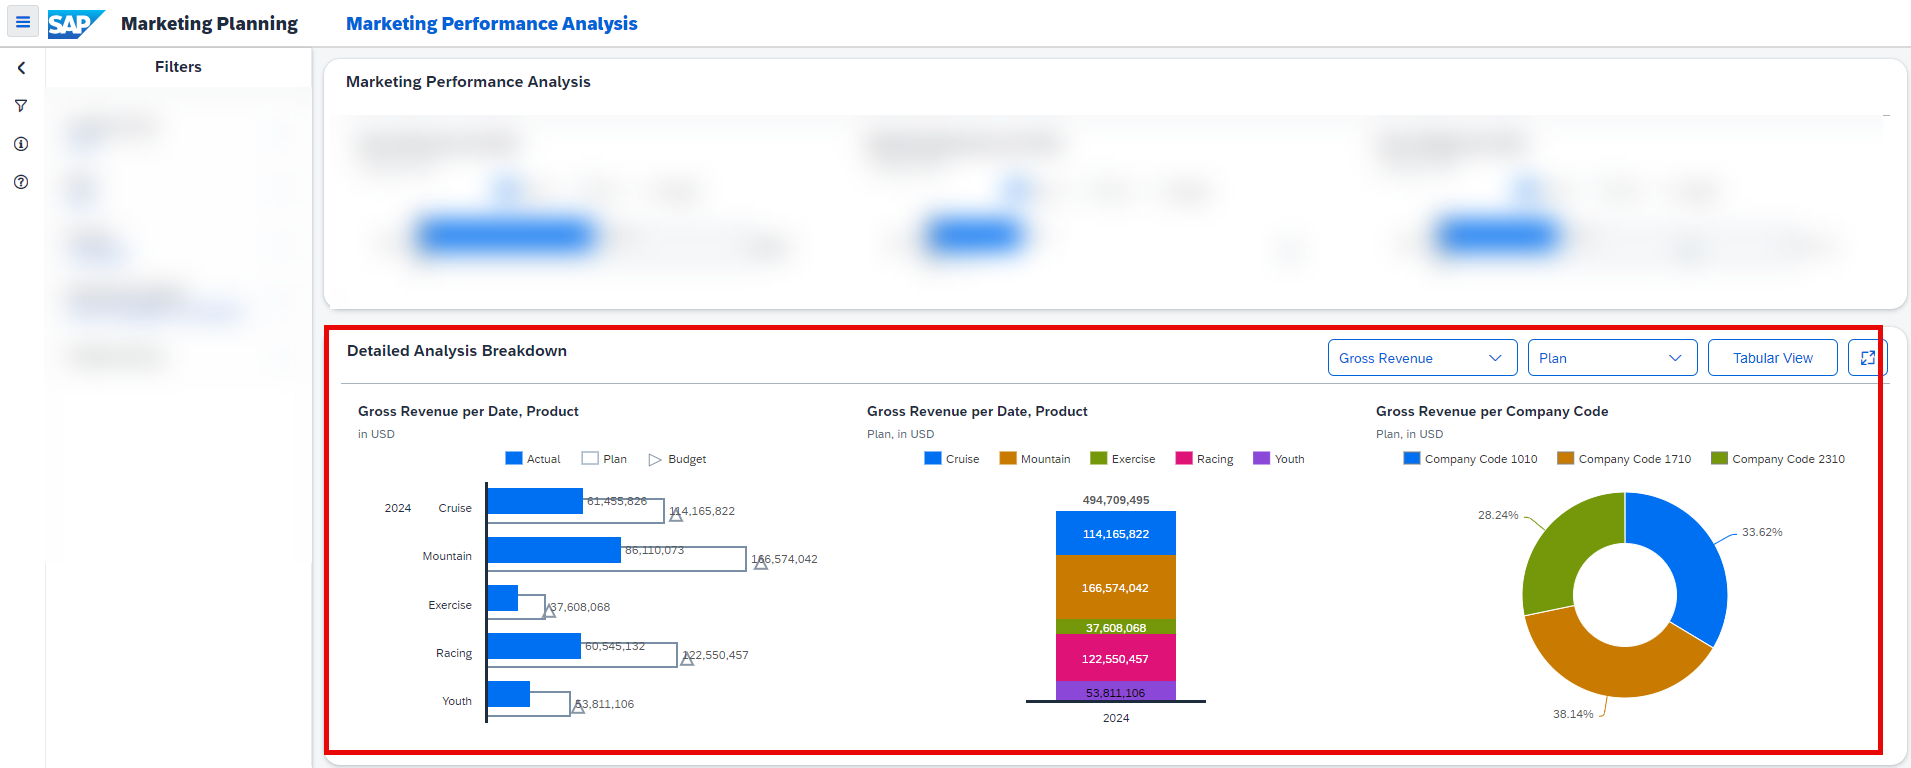 SAP Marketing Planning Marketing Performance Analysis
Filters
Marketing Performance Analysis
Detailed Analysis Breakdown
Gross Revenue
Plan
Tabular View
Gross Revenue per Date, Product
in USD
Actual Plan Budget
2024 Cruise 61,455,826 114,165,822
Mountain 86,110,073 166,574,042
Exercise 37,608,068
Racing 60,545,132 122,550,457
Youth 53,811,106
Gross Revenue per Date, Product
Plan, in USD
Cruise Mountain Exercise Racing Youth
494,709,495
114,165,822
166,574,042
37,608,068
122,550,457
53,811,106
2024
Gross Revenue per Company Code
Plan, in USD
Company Code 1010 Company Code 1710 Company Code 2310
28.24%
33.62%
38.14%